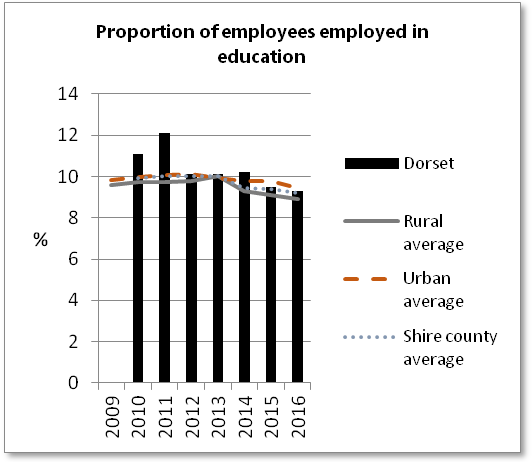 Proportion of employees employed in
education
14
12
10
8
6
4
2
0
%
2009
2010
2011
2012
2013
2014
2015
2016
Dorset
Rural
average
Urban
average
Shire county
average